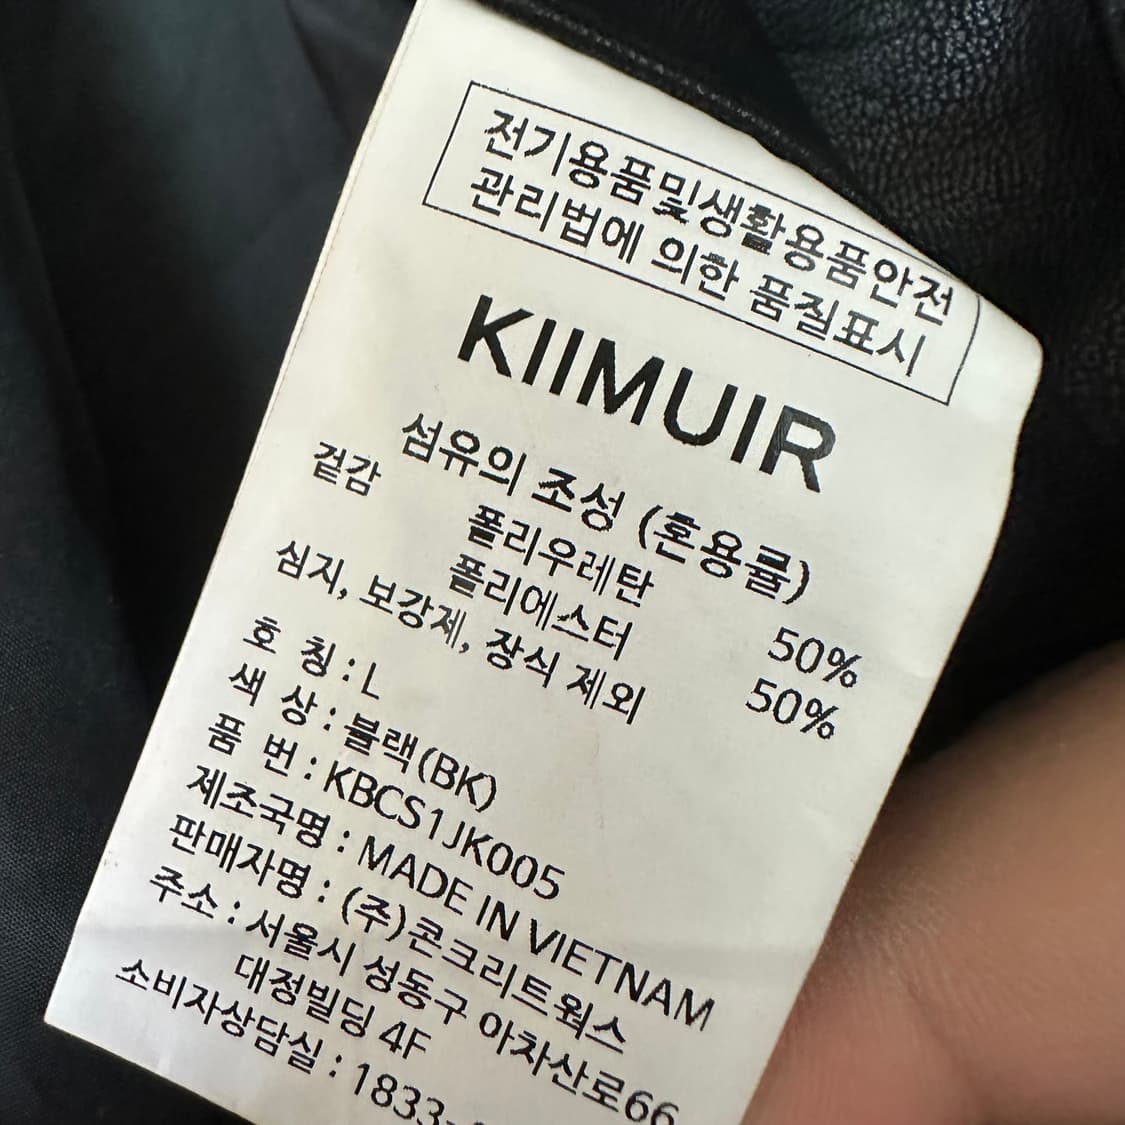 전기용품및생활용품안전
관리법에 의한 품질표시
KIIMUIR
섬유의 조성 (혼용률)
겉감
폴리우레탄 50%
폴리에스터 50%
심지, 보강제, 장식 제외
호 칭 : L
색 상 : 블랙(BK)
품 번 : KBCS1JK005
제조국명 : MADE IN VIETNAM
판매자명 : (주)콘크리트웍스
주소 : 서울시 성동구 아차산로66
대정빌딩 4F
소비자상담실 : 1833-